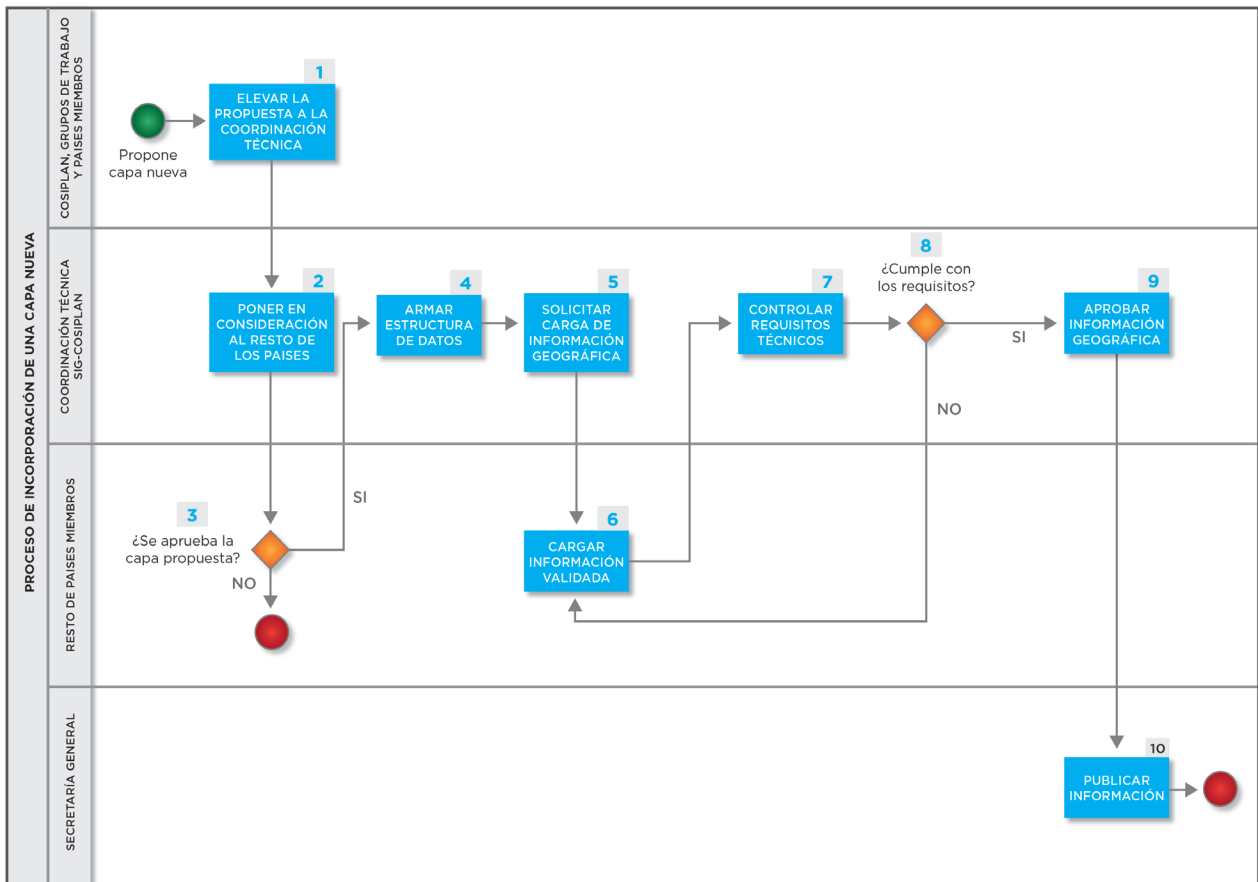 PROCESO DE INCORPORACIÓN DE UNA CAPA NUEVA
COSIPLAN, GRUPOS DE TRABAJO
Y PAISES MIEMBROS
Propone
capa nueva
1
ELEVAR LA
PROPUESTA A LA
COORDINACIÓN
TÉCNICA
COORDINACIÓN TÉCNICA
SIG-COSIPLAN
2
PONER EN
CONSIDERACIÓN
AL RESTO DE
LOS PAISES
4
ARMAR
ESTRUCTURA
DE DATOS
5
SOLICITAR
CARGA DE
INFORMACIÓN
GEOGRÁFICA
7
CONTROLAR
REQUISITOS
TÉCNICOS
8
¿Cumple con
los requisitos?
SI
NO
9
APROBAR
INFORMACIÓN
GEOGRÁFICA
RESTO DE PAISES MIEMBROS
3
¿Se aprueba la
capa propuesta?
SI
NO
6
CARGAR
INFORMACIÓN
VALIDADA
SECRETARÍA GENERAL
10
PUBLICAR
INFORMACIÓN